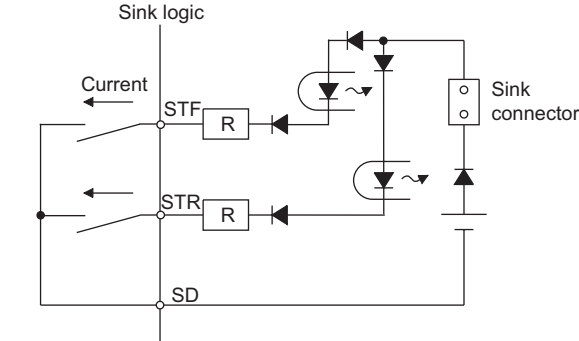 Sink logic
Current
STF
R
Sink
connector
STR
R
SD